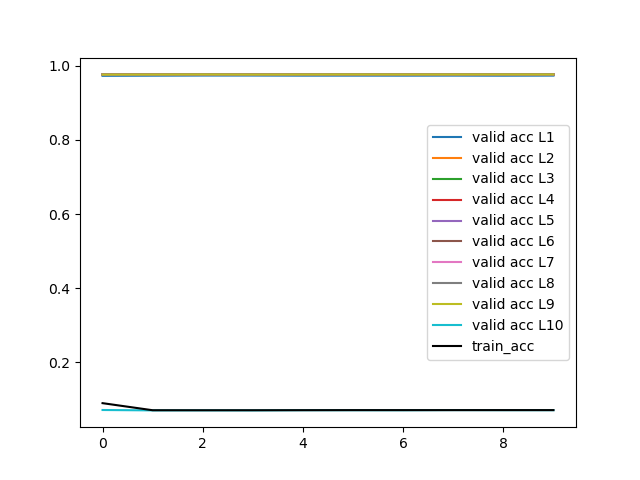 1.0
0.8
0.6
0.4
0.2
0 2 4 6 8
valid acc L1
valid acc L2
valid acc L3
valid acc L4
valid acc L5
valid acc L6
valid acc L7
valid acc L8
valid acc L9
valid acc L10
train_acc